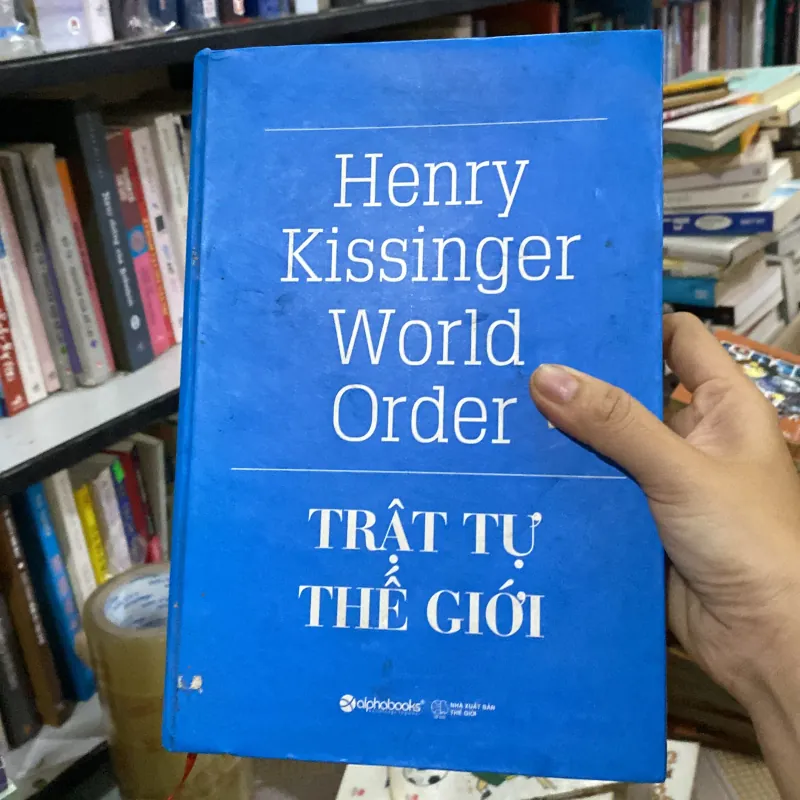 Henry
Kissinger
World
Order
TRẬT TỰ
THẾ GIỚI
alphabooks®
NHÀ XUẤT BẢN
THẾ GIỚI